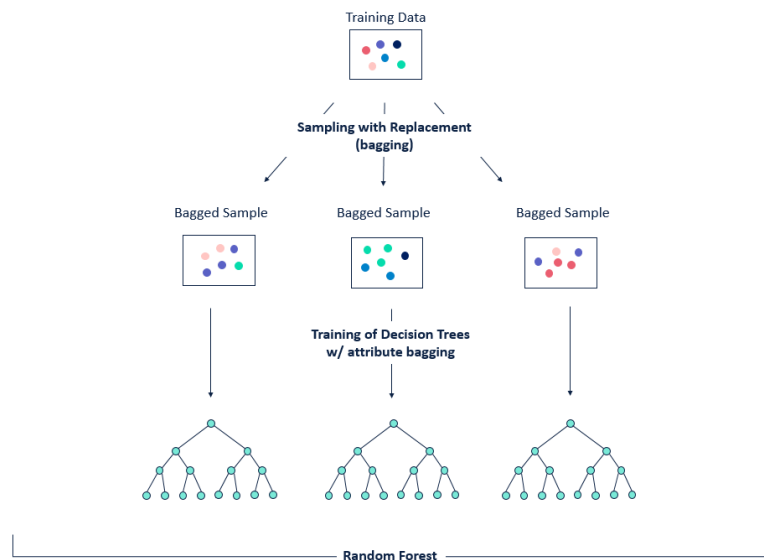 Training Data
Sampling with Replacement
(bagging)
Bagged Sample
Bagged Sample
Bagged Sample
Training of Decision Trees
w/ attribute bagging
Random Forest